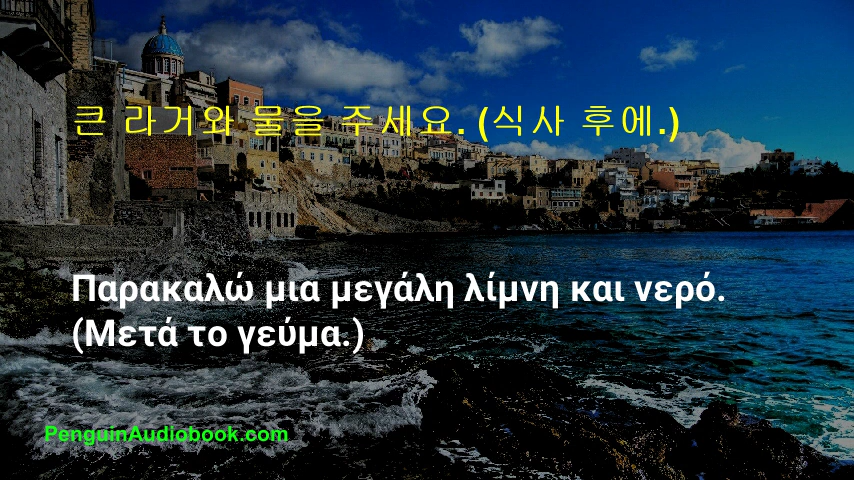 큰 라거와 물을 주세요. (식사 후에.)
Παρακαλώ μια μεγάλη λίμνη και νερό.
(Μετά το γεύμα.)
PenguinAudiobook.com